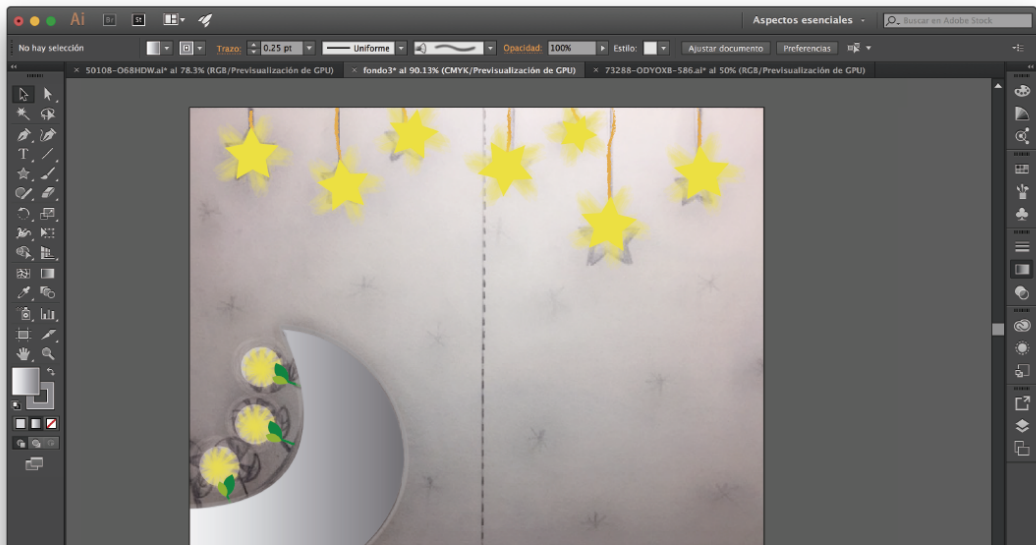 Ai Br St Aspectos esenciales Buscar en Adobe Stock
No hay selección Trazo: 0.25 pt Uniforme Opacidad: 100% Estilo: Ajustar documento Preferencias
× 50108-O68HDW.ai* al 78.3% (RGB/Previsualización de GPU) × fondo3* al 90.13% (CMYK/Previsualización de GPU) × 73288-ODYOXB-586.ai* al 50% (RGB/Previsualización de GPU)